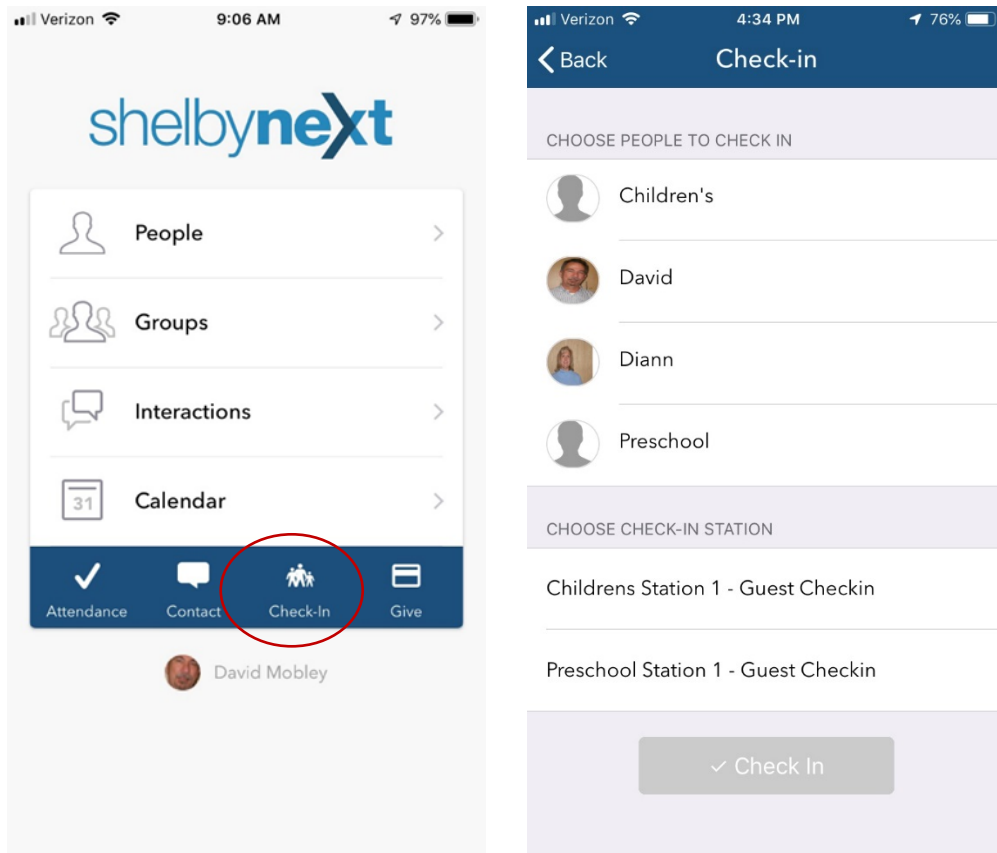 Verizon 9:06 AM 97%
shelbynext
People
Groups
Interactions
31 Calendar
Attendance Contact Check-In Give
David Mobley
Verizon 4:34 PM 76%
Back Check-in
CHOOSE PEOPLE TO CHECK IN
Children's
David
Diann
Preschool
CHOOSE CHECK-IN STATION
Childrens Station 1 - Guest Checkin
Preschool Station 1 - Guest Checkin
✓ Check In